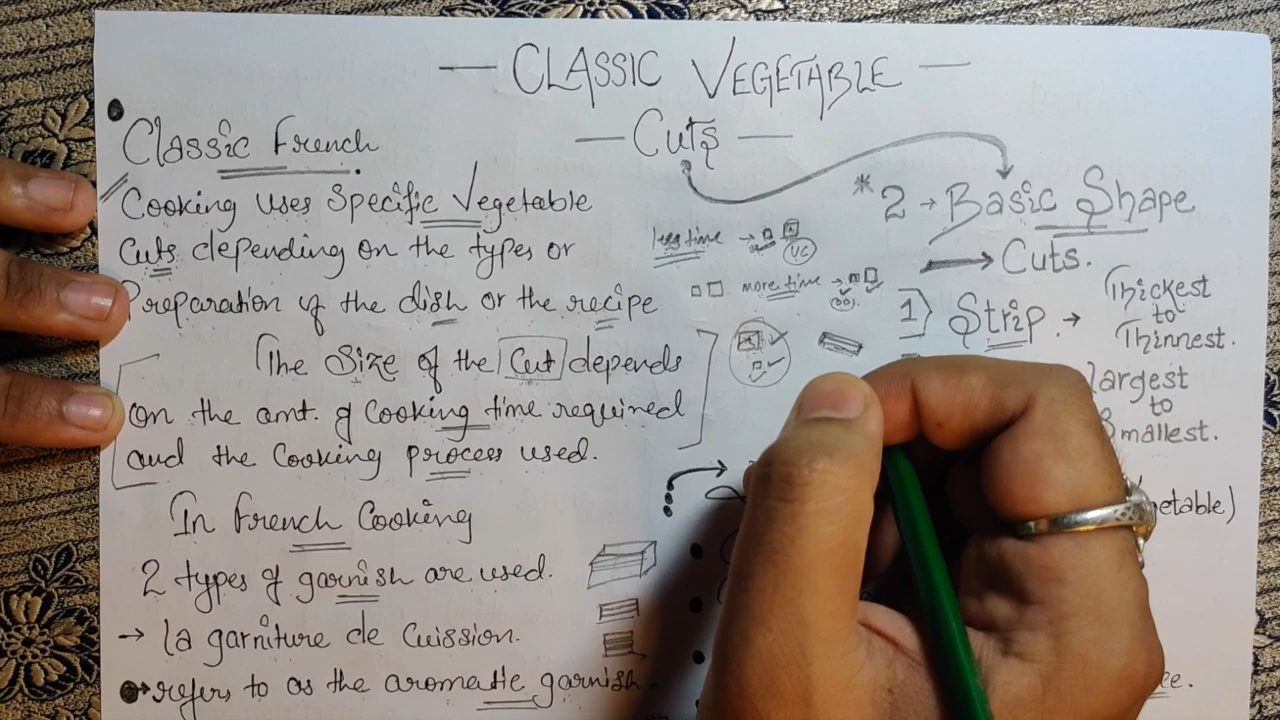 — CLASSIC VEGETABLE —
— Cuts —
Classic French
Cooking uses Specific Vegetable
Cuts depending on the types or
Preparation of the dish or the recipe
The Size of the Cut depends
on the amt. of Cooking time required
and the Cooking process used.
In French Cooking
2 types of garnish are used.
→ la garniture de Cuission.
→ refers to as the aromatic garnish
less time →
UC
more time →
* 2 → Basic Shape
→ Cuts.
1} Strip. → Thickest
to
Thinnest.
largest
to
Smallest.
etable)